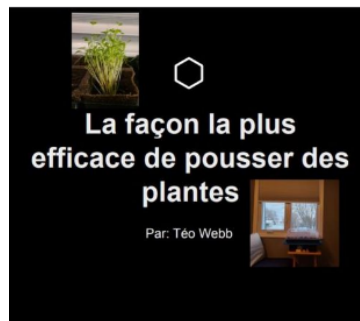 La façon la plus
efficace de pousser des
plantes
Par: Téo Webb